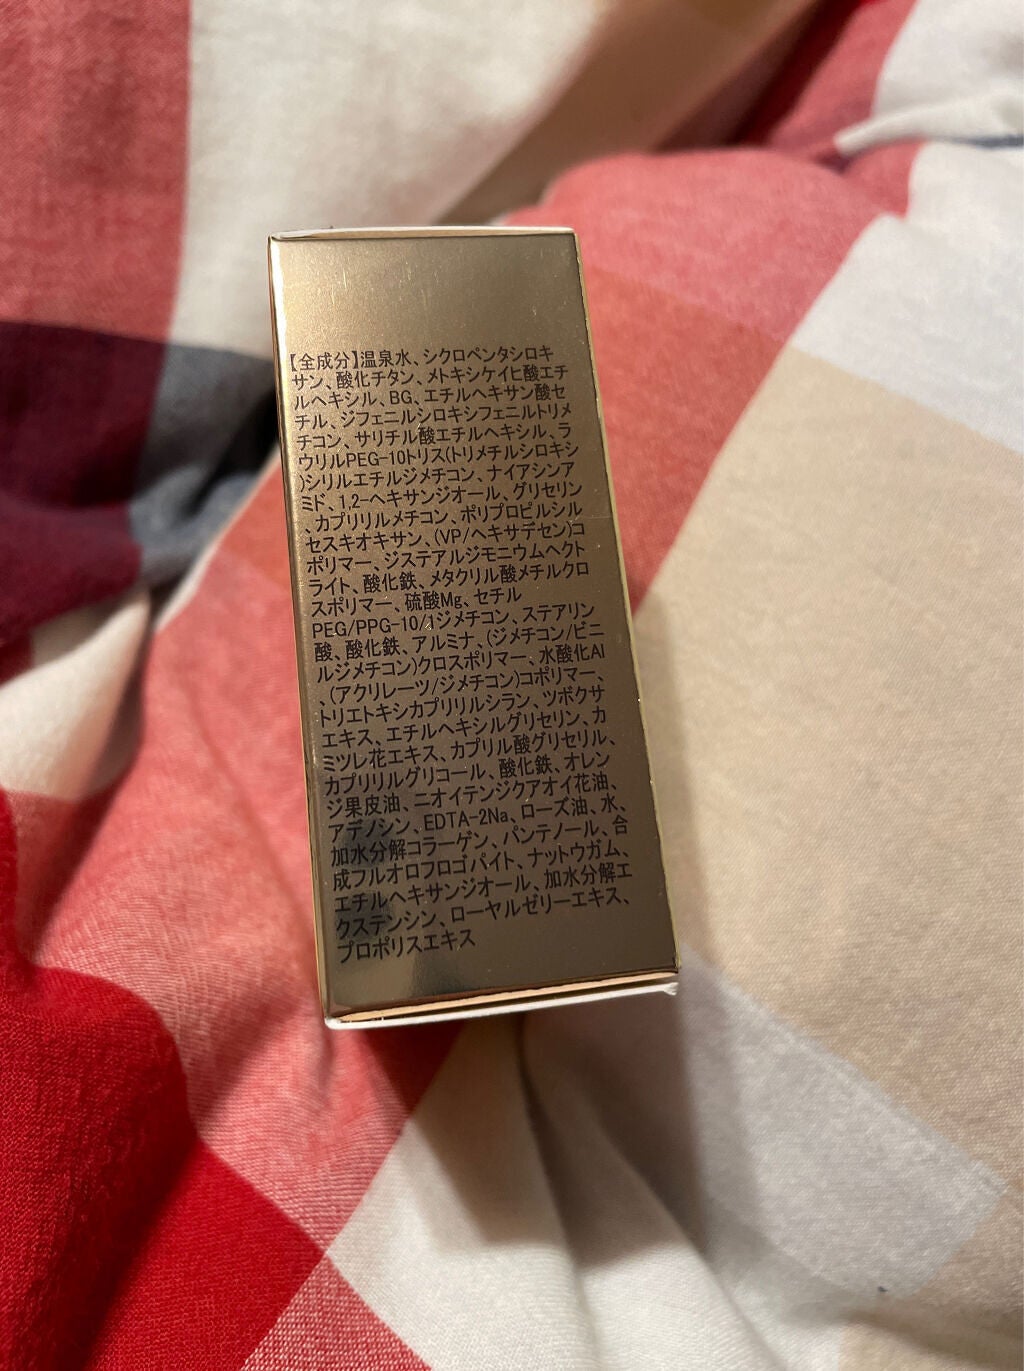 【全成分】温泉水、シクロペンタシロキ
サン、酸化チタン、メトキシケイヒ酸エチ
ルヘキシル、BG、エチルヘキサン酸セ
チル、ジフェニルシロキシフェニルトリメ
チコン、サリチル酸エチルヘキシル、ラ
ウリルPEG-10トリス(トリメチルシロキシ
)シリルエチルジメチコン、ナイアシンア
ミド、1,2-ヘキサンジオール、グリセリン
、カプリリルメチコン、ポリプロピルシル
セスキオキサン、(VP/ヘキサデセン)コ
ポリマー、ジステアルジモニウムヘクト
ライト、酸化鉄、メタクリル酸メチルクロ
スポリマー、硫酸Mg、セチル
PEG/PPG-10/1ジメチコン、ステアリン
酸、酸化鉄、アルミナ、(ジメチコン/ビニ
ルジメチコン)クロスポリマー、水酸化Al
、(アクリレーツ/ジメチコン)コポリマー、
トリエトキシカプリリルシラン、ツボクサ
エキス、エチルヘキシルグリセリン、カ
ミツレ花エキス、カプリル酸グリセリル、
カプリリルグリコール、酸化鉄、オレン
ジ果皮油、ニオイテンジクアオイ花油、
アデノシン、EDTA-2Na、ローズ油、水、
加水分解コラーゲン、パンテノール、合
成フルオロフロゴパイト、ナットウガム、
エチルヘキサンジオール、加水分解エ
クステンシン、ローヤルゼリーエキス、
プロポリスエキス